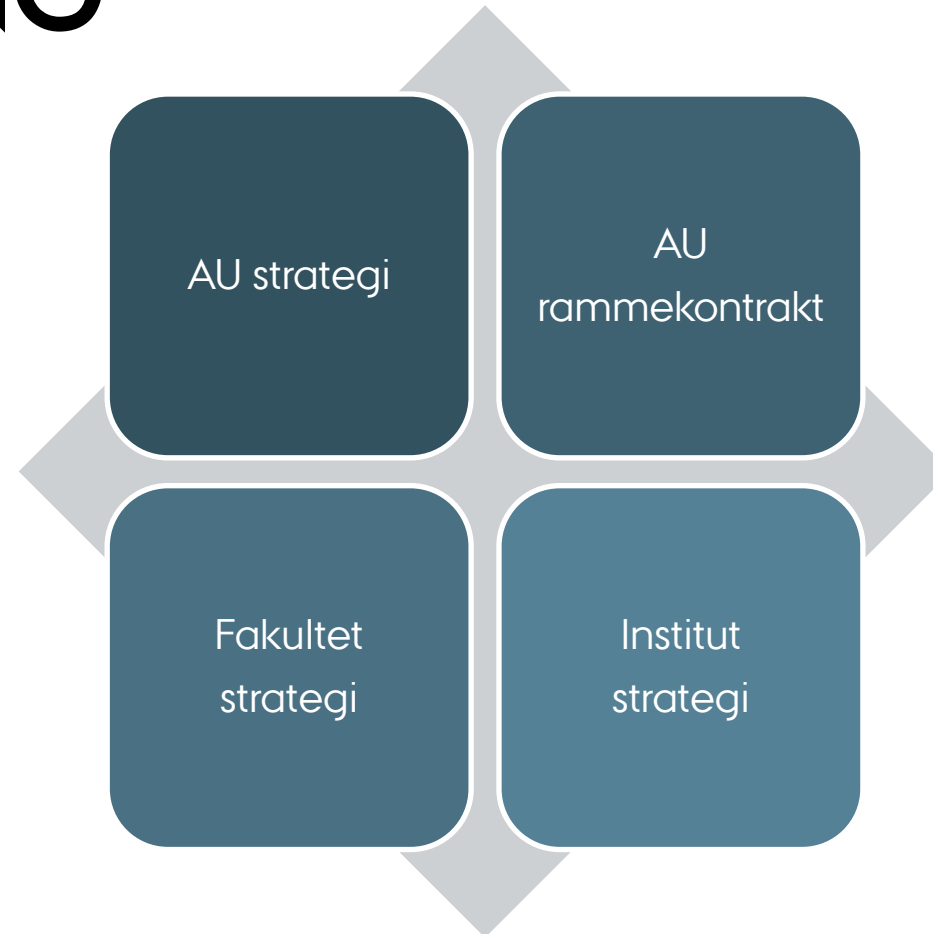 AU strategi
AU
rammekontrakt
Fakultet
strategi
Institut
strategi